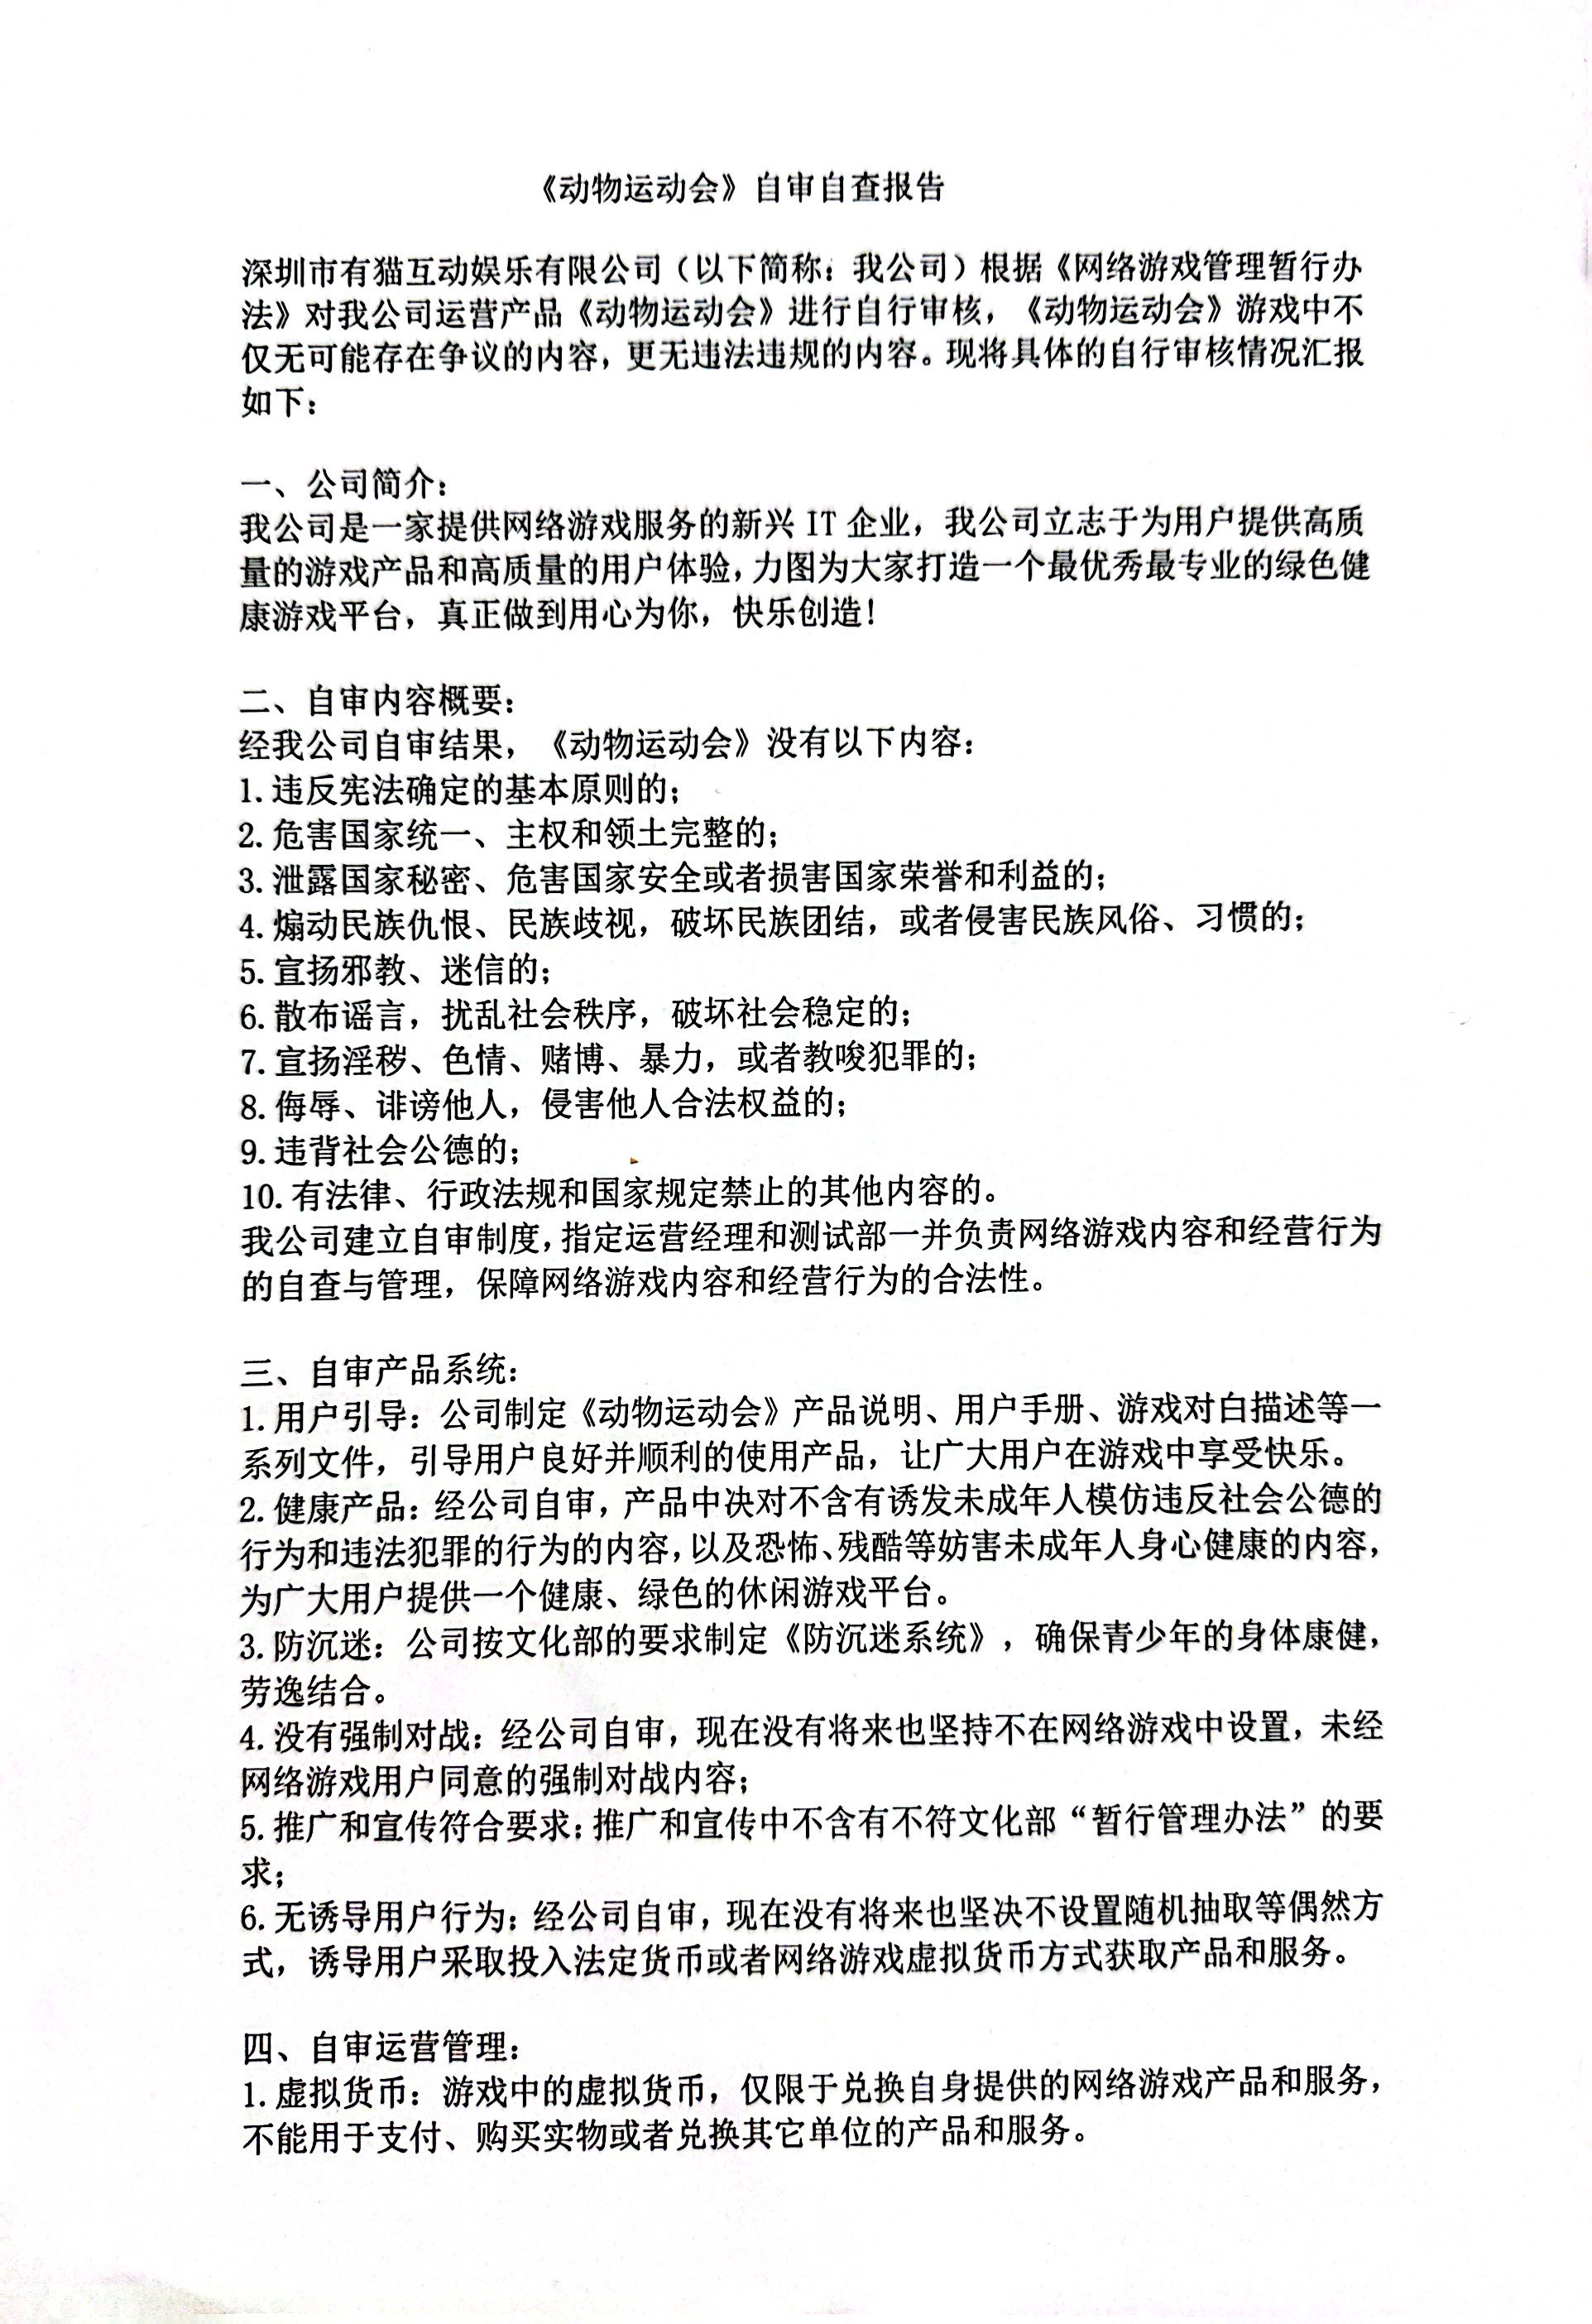 《动物运动会》自审自查报告
深圳市有猫互动娱乐有限公司（以下简称：我公司）根据《网络游戏管理暂行办
法》对我公司运营产品《动物运动会》进行自行审核，《动物运动会》游戏中不
仅无可能存在争议的内容，更无违法违规的内容。现将具体的自行审核情况汇报
如下：
一、公司简介：
我公司是一家提供网络游戏服务的新兴 IT 企业，我公司立志于为用户提供高质
量的游戏产品和高质量的用户体验，力图为大家打造一个最优秀最专业的绿色健
康游戏平台，真正做到用心为你，快乐创造！
二、自审内容概要：
经我公司自审结果，《动物运动会》没有以下内容：
1.违反宪法确定的基本原则的；
2.危害国家统一、主权和领土完整的；
3.泄露国家秘密、危害国家安全或者损害国家荣誉和利益的；
4.煽动民族仇恨、民族歧视，破坏民族团结，或者侵害民族风俗、习惯的；
5.宣扬邪教、迷信的；
6.散布谣言，扰乱社会秩序，破坏社会稳定的；
7.宣扬淫秽、色情、赌博、暴力，或者教唆犯罪的；
8.侮辱、诽谤他人，侵害他人合法权益的；
9.违背社会公德的；
10.有法律、行政法规和国家规定禁止的其他内容的。
我公司建立自审制度，指定运营经理和测试部一并负责网络游戏内容和经营行为
的自查与管理，保障网络游戏内容和经营行为的合法性。
三、自审产品系统：
1.用户引导：公司制定《动物运动会》产品说明、用户手册、游戏对白描述等一
系列文件，引导用户良好并顺利的使用产品，让广大用户在游戏中享受快乐。
2.健康产品：经公司自审，产品中决对不含有诱发未成年人模仿违反社会公德的
行为和违法犯罪的行为的内容，以及恐怖、残酷等妨害未成年人身心健康的内容，
为广大用户提供一个健康、绿色的休闲游戏平台。
3.防沉迷：公司按文化部的要求制定《防沉迷系统》，确保青少年的身体康健，
劳逸结合。
4.没有强制对战：经公司自审，现在没有将来也坚持不在网络游戏中设置，未经
网络游戏用户同意的强制对战内容；
5.推广和宣传符合要求：推广和宣传中不含有不符文化部“暂行管理办法”的要
求；
6.无诱导用户行为：经公司自审，现在没有将来也坚决不设置随机抽取等偶然方
式，诱导用户采取投入法定货币或者网络游戏虚拟货币方式获取产品和服务。
四、自审运营管理：
1.虚拟货币：游戏中的虚拟货币，仅限于兑换自身提供的网络游戏产品和服务，
不能用于支付、购买实物或者兑换其它单位的产品和服务。